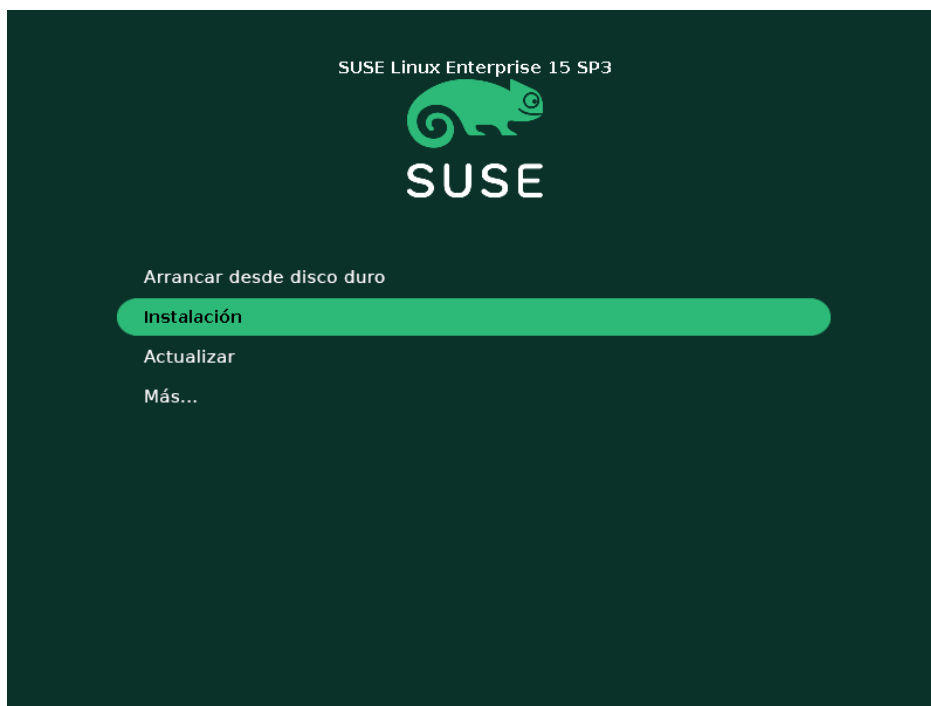 SUSE Linux Enterprise 15 SP3
SUSE
Arrancar desde disco duro
Instalación
Actualizar
Más...